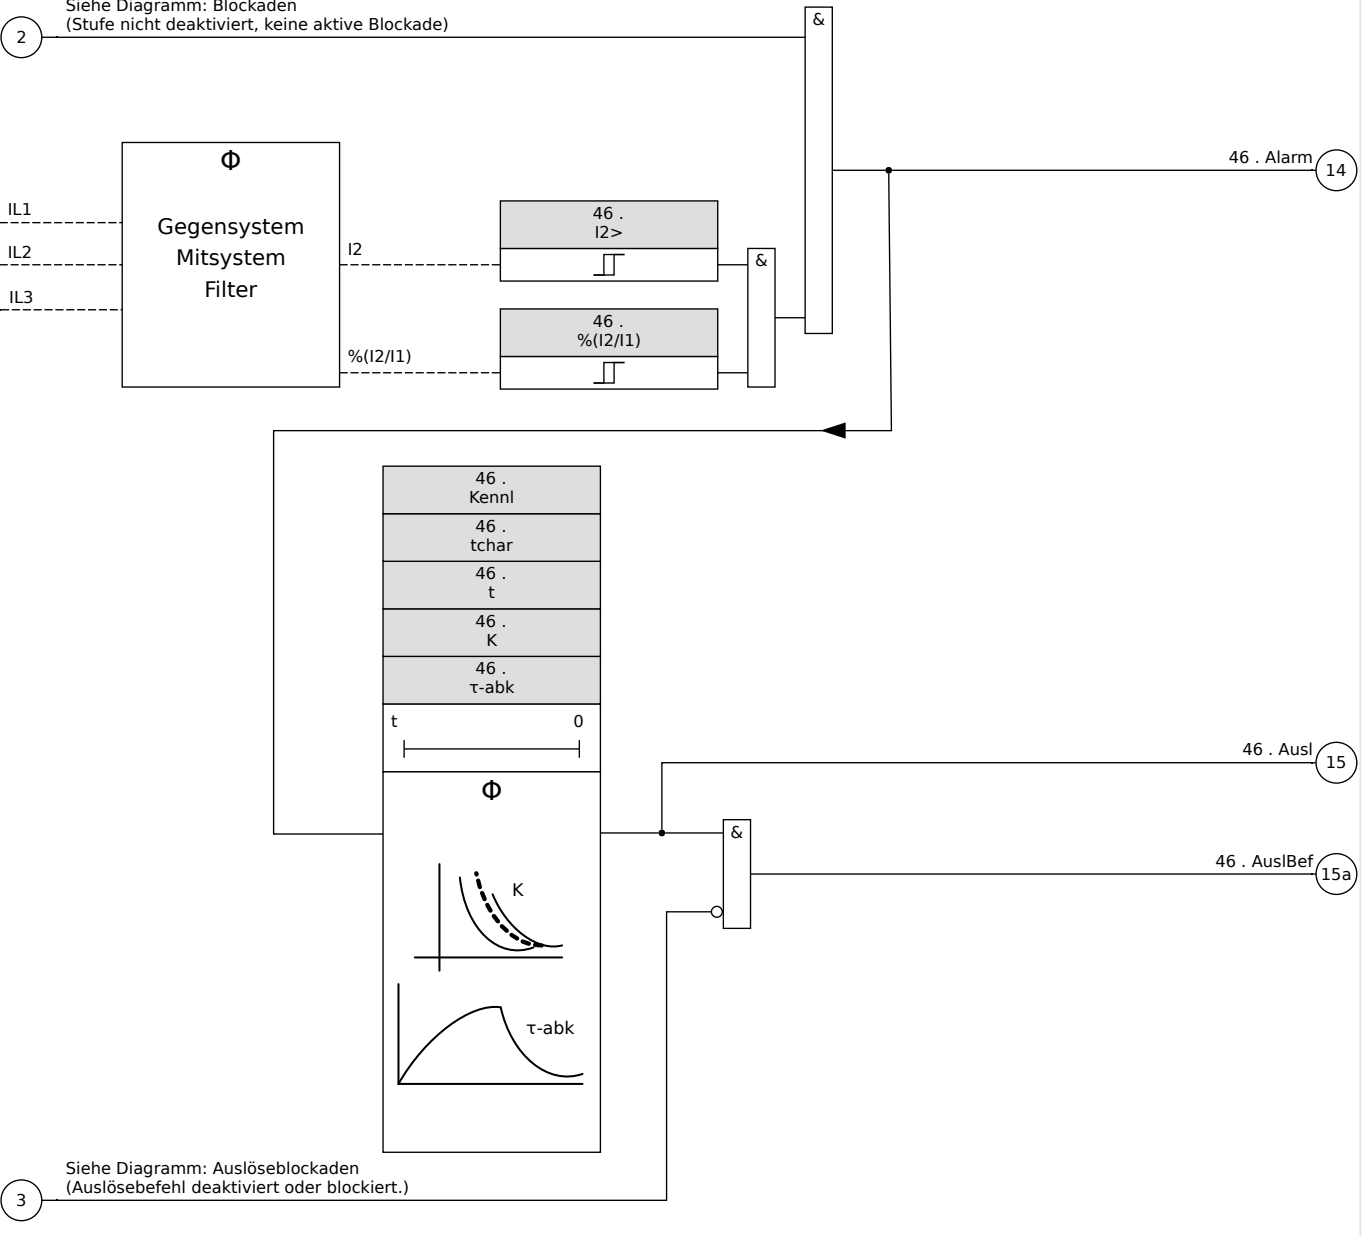 Siehe Diagramm: Blockaden
(Stufe nicht deaktiviert, keine aktive Blockade)
2
&
Φ
Gegensystem
Mitsystem
Filter
IL1
IL2
IL3
I2
%(I2/I1)
46 .
I2>
46 .
%(I2/I1)
&
46 . Alarm
14
46 .
Kennl
46 .
tchar
46 .
t
46 .
K
46 .
τ-abk
t 0
Φ
K
τ-abk
46 . Ausl
15
&
46 . AuslBef
15a
Siehe Diagramm: Auslöseblockaden
(Auslösebefehl deaktiviert oder blockiert.)
3